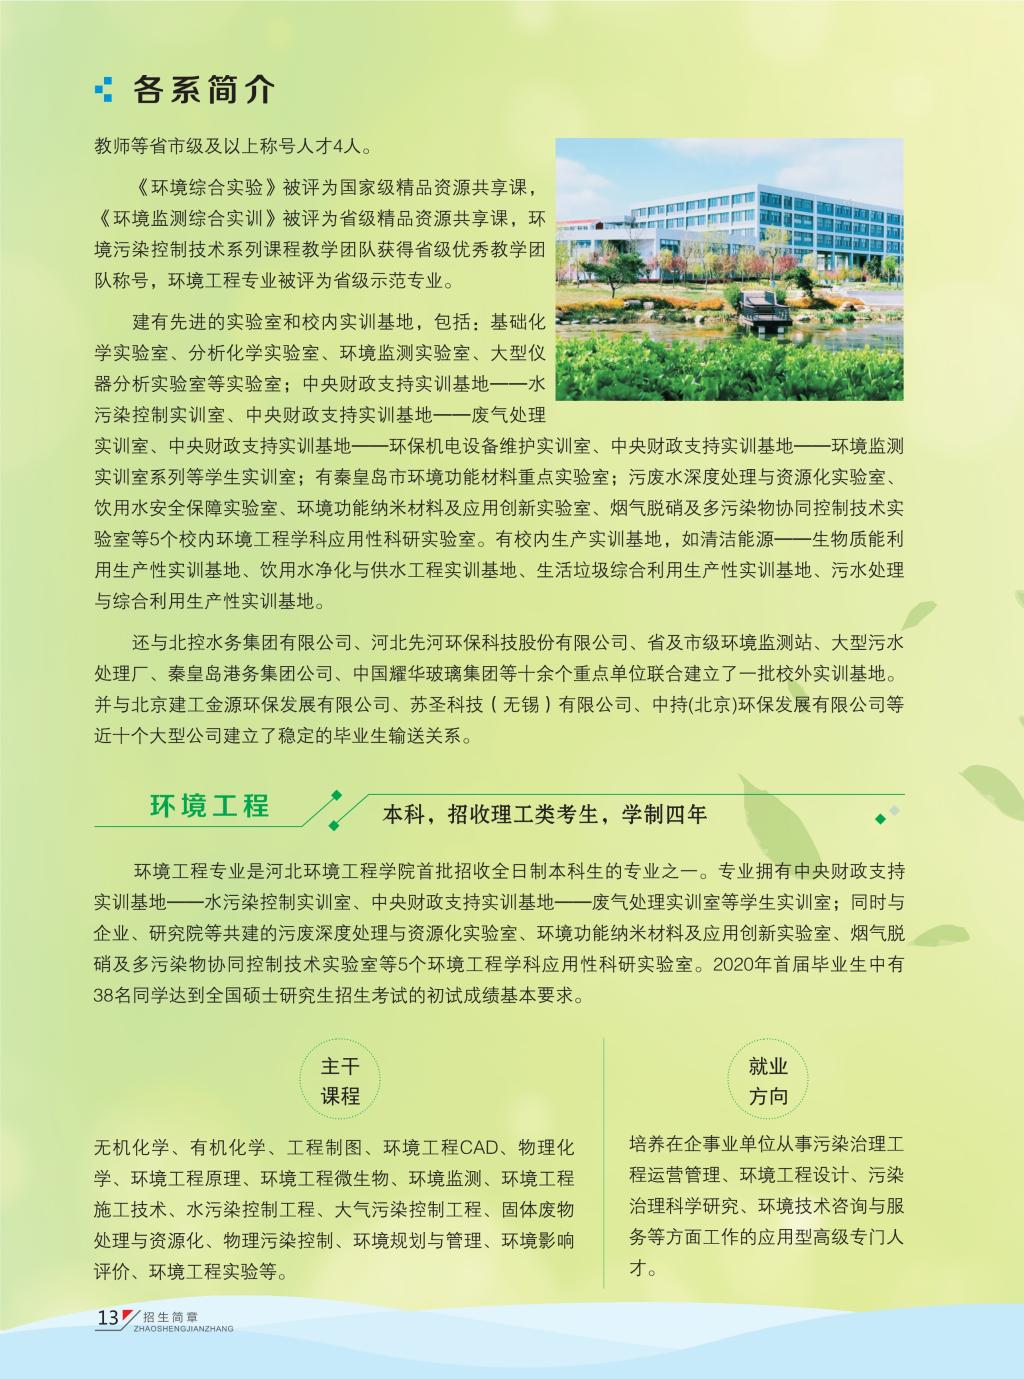 各系简介
教师等省市级及以上称号人才4人。
《环境综合实验》被评为国家级精品资源共享课，
《环境监测综合实训》被评为省级精品资源共享课，环
境污染控制技术系列课程教学团队获得省级优秀教学团
队称号，环境工程专业被评为省级示范专业。
建有先进的实验室和校内实训基地，包括：基础化
学实验室、分析化学实验室、环境监测实验室、大型仪
器分析实验室等实验室；中央财政支持实训基地——水
污染控制实训室、中央财政支持实训基地——废气处理
实训室、中央财政支持实训基地——环保机电设备维护实训室、中央财政支持实训基地——环境监测
实训室系列等学生实训室；有秦皇岛市环境功能材料重点实验室；污废水深度处理与资源化实验室、
饮用水安全保障实验室、环境功能纳米材料及应用创新实验室、烟气脱硝及多污染物协同控制技术实
验室等5个校内环境工程学科应用性科研实验室。有校内生产实训基地，如清洁能源——生物质能利
用生产性实训基地、饮用水净化与供水工程实训基地、生活垃圾综合利用生产性实训基地、污水处理
与综合利用生产性实训基地。
还与北控水务集团有限公司、河北先河环保科技股份有限公司、省及市级环境监测站、大型污水
处理厂、秦皇岛港务集团公司、中国耀华玻璃集团等十余个重点单位联合建立了一批校外实训基地。
并与北京建工金源环保发展有限公司、苏圣科技（无锡）有限公司、中持(北京)环保发展有限公司等
近十个大型公司建立了稳定的毕业生输送关系。
环境工程
本科，招收理工类考生，学制四年
环境工程专业是河北环境工程学院首批招收全日制本科生的专业之一。专业拥有中央财政支持
实训基地——水污染控制实训室、中央财政支持实训基地——废气处理实训室等学生实训室；同时与
企业、研究院等共建的污废深度处理与资源化实验室、环境功能纳米材料及应用创新实验室、烟气脱
硝及多污染物协同控制技术实验室等5个环境工程学科应用性科研实验室。2020年首届毕业生中有
38名同学达到全国硕士研究生招生考试的初试成绩基本要求。
主干
课程
无机化学、有机化学、工程制图、环境工程CAD、物理化
学、环境工程原理、环境工程微生物、环境监测、环境工程
施工技术、水污染控制工程、大气污染控制工程、固体废物
处理与资源化、物理污染控制、环境规划与管理、环境影响
评价、环境工程实验等。
就业
方向
培养在企事业单位从事污染治理工
程运营管理、环境工程设计、污染
治理科学研究、环境技术咨询与服
务等方面工作的应用型高级专门人
才。
13 招生简章
ZHAOSHENGJIANZHANG